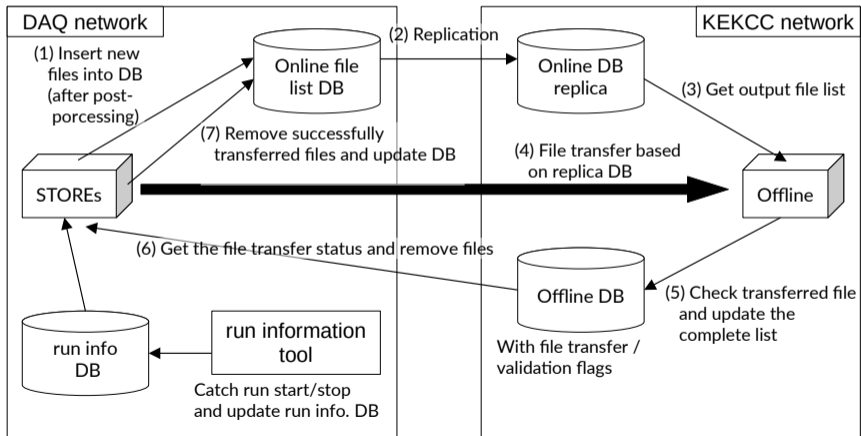 DAQ network
KEKCC network
(1) Insert new
files into DB
(after post-
porcessing)
Online file
list DB
(2) Replication
Online DB
replica
(3) Get output file list
(7) Remove successfully
transferred files and update DB
(4) File transfer based
on replica DB
STOREs
Offline
(6) Get the file transfer status and remove files
Offline DB
(5) Check transferred file
and update the
complete list
With file transfer /
validation flags
run info
DB
run information
tool
Catch run start/stop
and update run info. DB